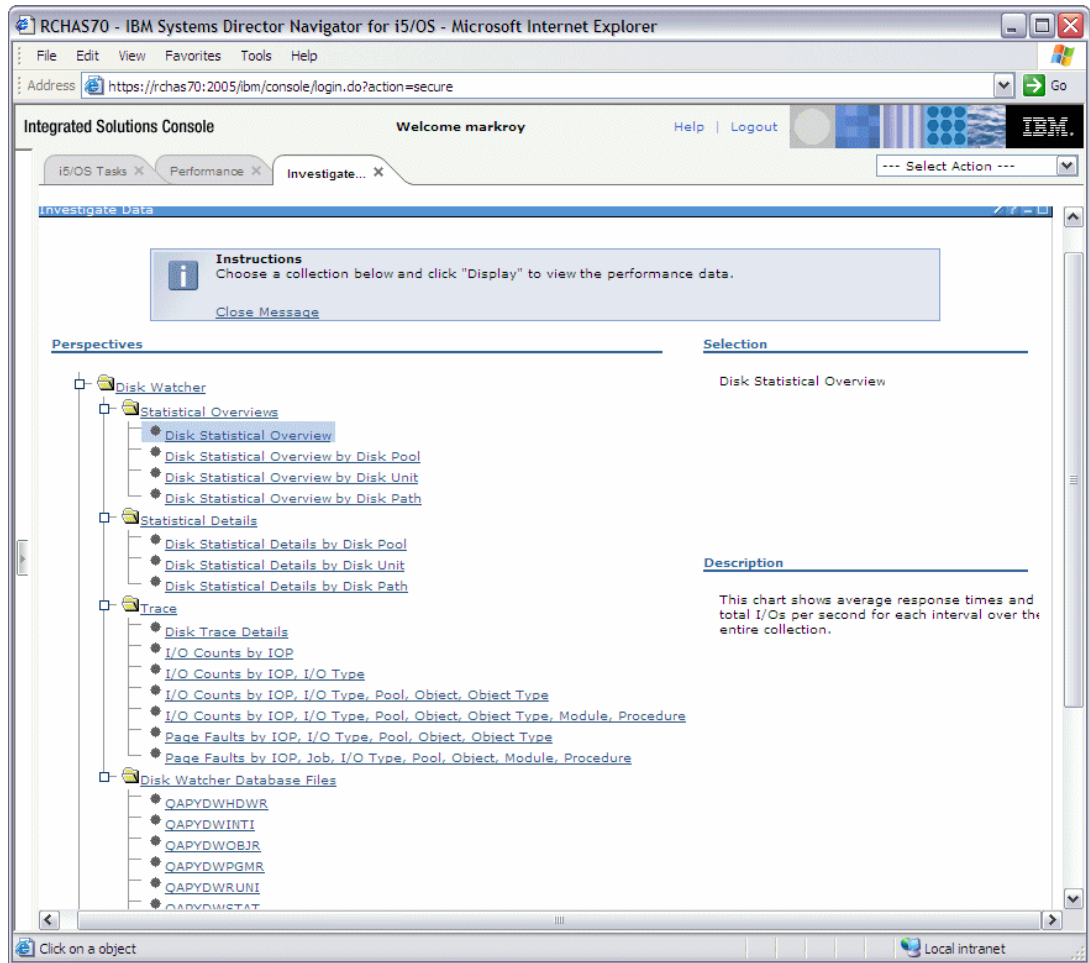 RCHAS70 - IBM Systems Director Navigator for i5/OS - Microsoft Internet Explorer
File Edit View Favorites Tools Help
Address https://rchas70:2005/ibm/console/login.do?action=secure Go
Integrated Solutions Console Welcome markroy Help | Logout IBM.
i5/OS Tasks Performance Investigate... --- Select Action ---
Investigate Data
Instructions
Choose a collection below and click "Display" to view the performance data.
Close Message
Perspectives
Disk Watcher
Statistical Overviews
Disk Statistical Overview
Disk Statistical Overview by Disk Pool
Disk Statistical Overview by Disk Unit
Disk Statistical Overview by Disk Path
Statistical Details
Disk Statistical Details by Disk Pool
Disk Statistical Details by Disk Unit
Disk Statistical Details by Disk Path
Trace
Disk Trace Details
I/O Counts by IOP
I/O Counts by IOP, I/O Type
I/O Counts by IOP, I/O Type, Pool, Object, Object Type
I/O Counts by IOP, I/O Type, Pool, Object, Object Type, Module, Procedure
Page Faults by IOP, I/O Type, Pool, Object, Object Type
Page Faults by IOP, Job, I/O Type, Pool, Object, Module, Procedure
Disk Watcher Database Files
QAPYDWHDWR
QAPYDWINTI
QAPYDWOBJR
QAPYDWPGMR
QAPYDWRUNI
QAPYDWSTAT
Selection
Disk Statistical Overview
Description
This chart shows average response times and
total I/Os per second for each interval over the
entire collection.
Click on a object Local intranet